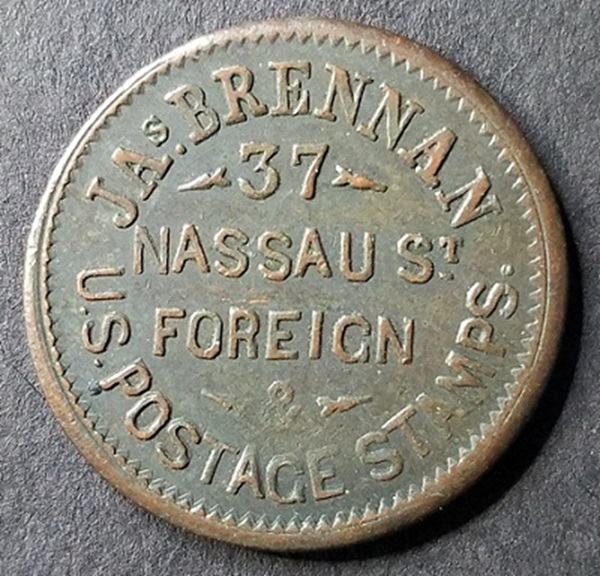 JAS. BRENNAN
37
NASSAU ST
FOREIGN
&
U.S. POSTAGE STAMPS.